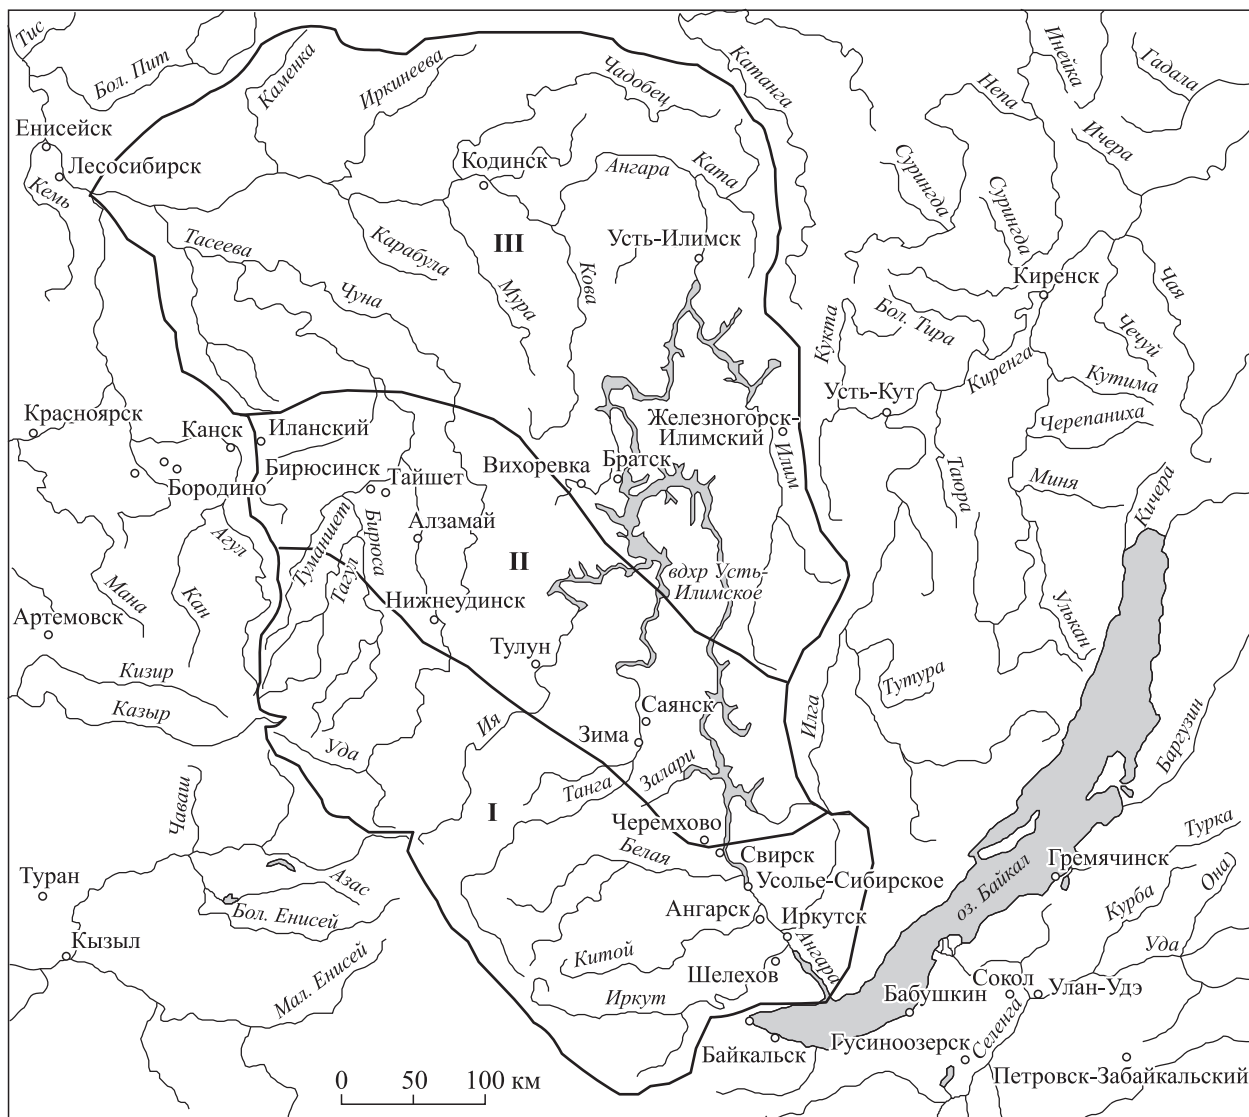 Тис
Бол. Пит
Каменка
Иркинеева
Чадобец
Катанга
Непа
Инейка
Гадала
Ичера
Енисейск
Лесосибирск
Кемь
Кодинск
Ангара
Ката
Сурингда
Сурингда
Тасеева
Карабула
III
Усть-Илимск
Чуна
Мура
Кова
Киренск
Чая
Бол. Тира
Кукта
Чечуй
Киренга
Кутима
Усть-Кут
Черепаниха
Красноярск
Канск
Иланский
Железногорск-
Илимский
Бирюсинск
Тайшет
Вихоревка
Братск
Илим
Таюра
Миня
Кичера
Бородино
Агул
Туманшет
Бирюса
Алзамай
II
Тагул
вдхр Усть-
Илимское
Мана
Кан
Нижнеудинск
Улькан
Артемовск
Тулун
Кизир
Казыр
Тутура
Саянск
Ия
Зима
Илга
Баргузин
Уда
Танга
Залари
Чаваш
I
Черемхово
Свирск
Белая
Турка
Гремячинск
Она
Туран
Азас
Усолье-Сибирское
оз. Байкал
Курба
Бол. Енисей
Ангарск
Иркутск
Ангара
Уда
Кызыл
Китой
Шелехов
Мал. Енисей
Иркут
Бабушкин
Сокол
Улан-Удэ
Селенга
Байкальск
Гусиноозерск
Петровск-Забайкальский
0 50 100 км